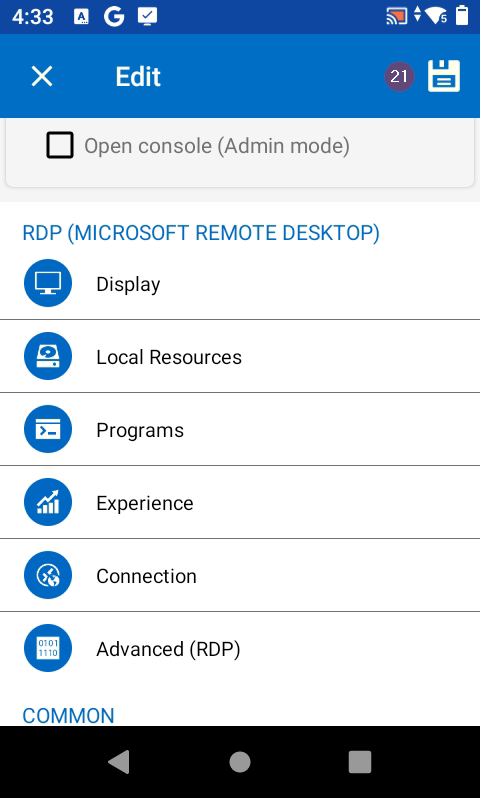 4:33
A
G
5
Edit
21
Open console (Admin mode)
RDP (MICROSOFT REMOTE DESKTOP)
Display
Local Resources
Programs
Experience
Connection
0101
1110
Advanced (RDP)
COMMON